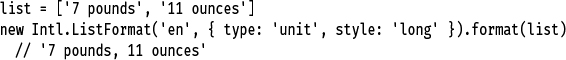 list = ['7 pounds', '11 ounces']
new Intl.ListFormat('en', { type: 'unit', style: 'long' }).format(list)
  // '7 pounds, 11 ounces'